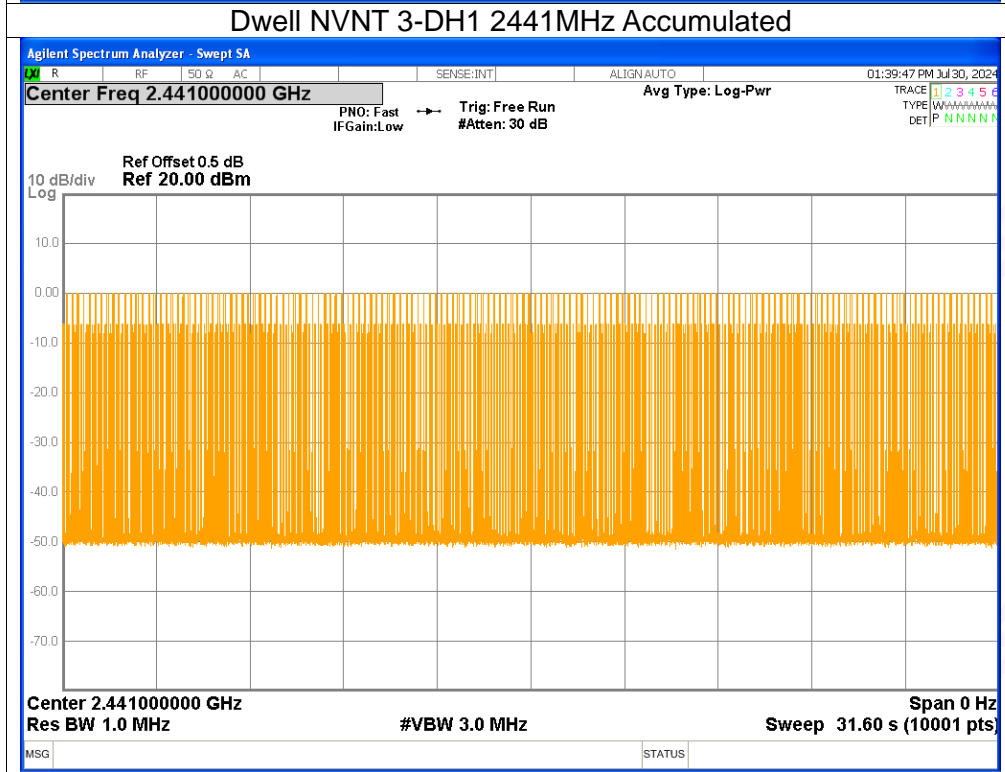 Dwell NVNT 3-DH1 2441MHz Accumulated
Agilent Spectrum Analyzer - Swept SA
LXI R RF 50 Ω AC SENSE:INT ALIGN AUTO 01:39:47 PM Jul 30, 2024
Center Freq 2.441000000 GHz Avg Type: Log-Pwr TRACE 1 2 3 4 5 6
PNO: Fast Trig: Free Run TYPE
IFGain:Low #Atten: 30 dB DET P N N N N N
Ref Offset 0.5 dB
10 dB/div Ref 20.00 dBm
Log
10.0
0.00
-10.0
-20.0
-30.0
-40.0
-50.0
-60.0
-70.0
Center 2.441000000 GHz Span 0 Hz
Res BW 1.0 MHz #VBW 3.0 MHz Sweep 31.60 s (10001 pts)
MSG STATUS